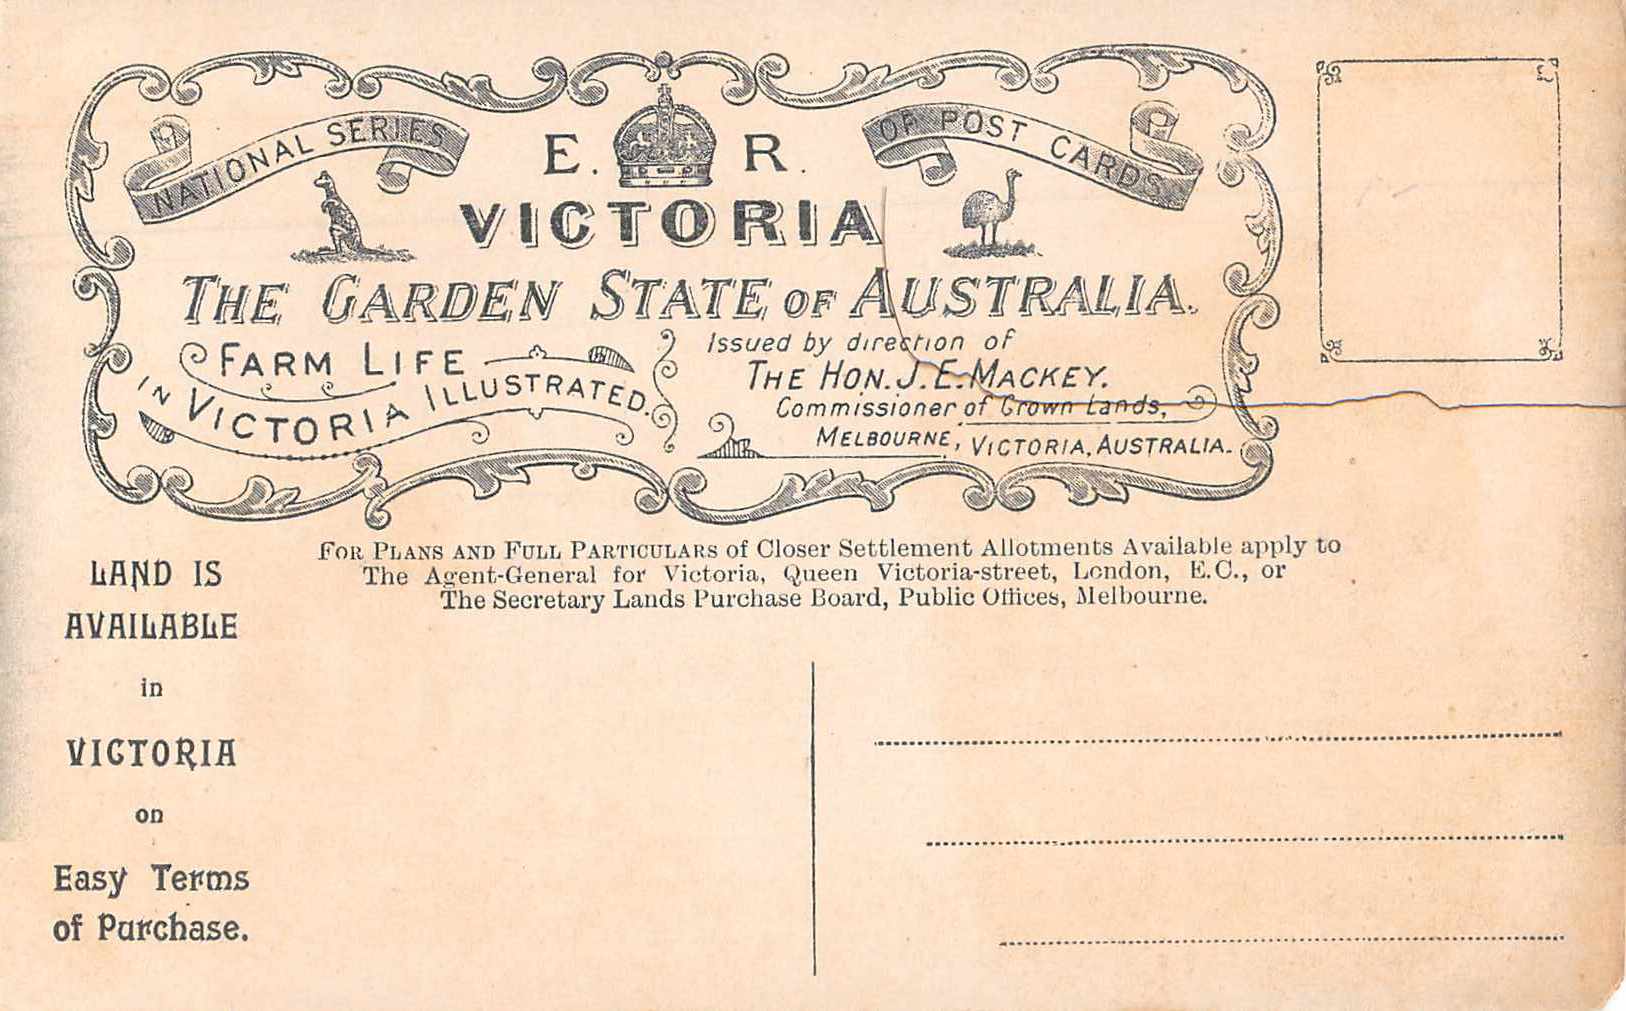 NATIONAL SERIES OF POST CARDS
E. R.
VICTORIA
THE GARDEN STATE OF AUSTRALIA.
FARM LIFE
IN VICTORIA ILLUSTRATED.
Issued by direction of
THE HON. J. E. MACKEY.
Commissioner of Crown Lands,
MELBOURNE, VICTORIA, AUSTRALIA.
FOR PLANS AND FULL PARTICULARS of Closer Settlement Allotments Available apply to
The Agent-General for Victoria, Queen Victoria-street, London, E.C., or
The Secretary Lands Purchase Board, Public Offices, Melbourne.
LAND IS
AVAILABLE
in
VICTORIA
on
Easy Terms
of Purchase.